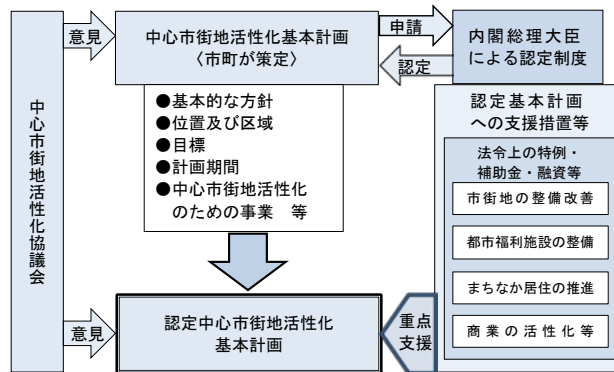 中心市街地活性化協議会
意見
中心市街地活性化基本計画
〈市町が策定〉
申請
認定
内閣総理大臣
による認定制度
●基本的な方針
●位置及び区域
●目標
●計画期間
●中心市街地活性化
のための事業　等
認定基本計画
への支援措置等
法令上の特例・
補助金・融資等
市街地の整備改善
都市福利施設の整備
まちなか居住の推進
商業の活性化等
意見
認定中心市街地活性化
基本計画
重点
支援